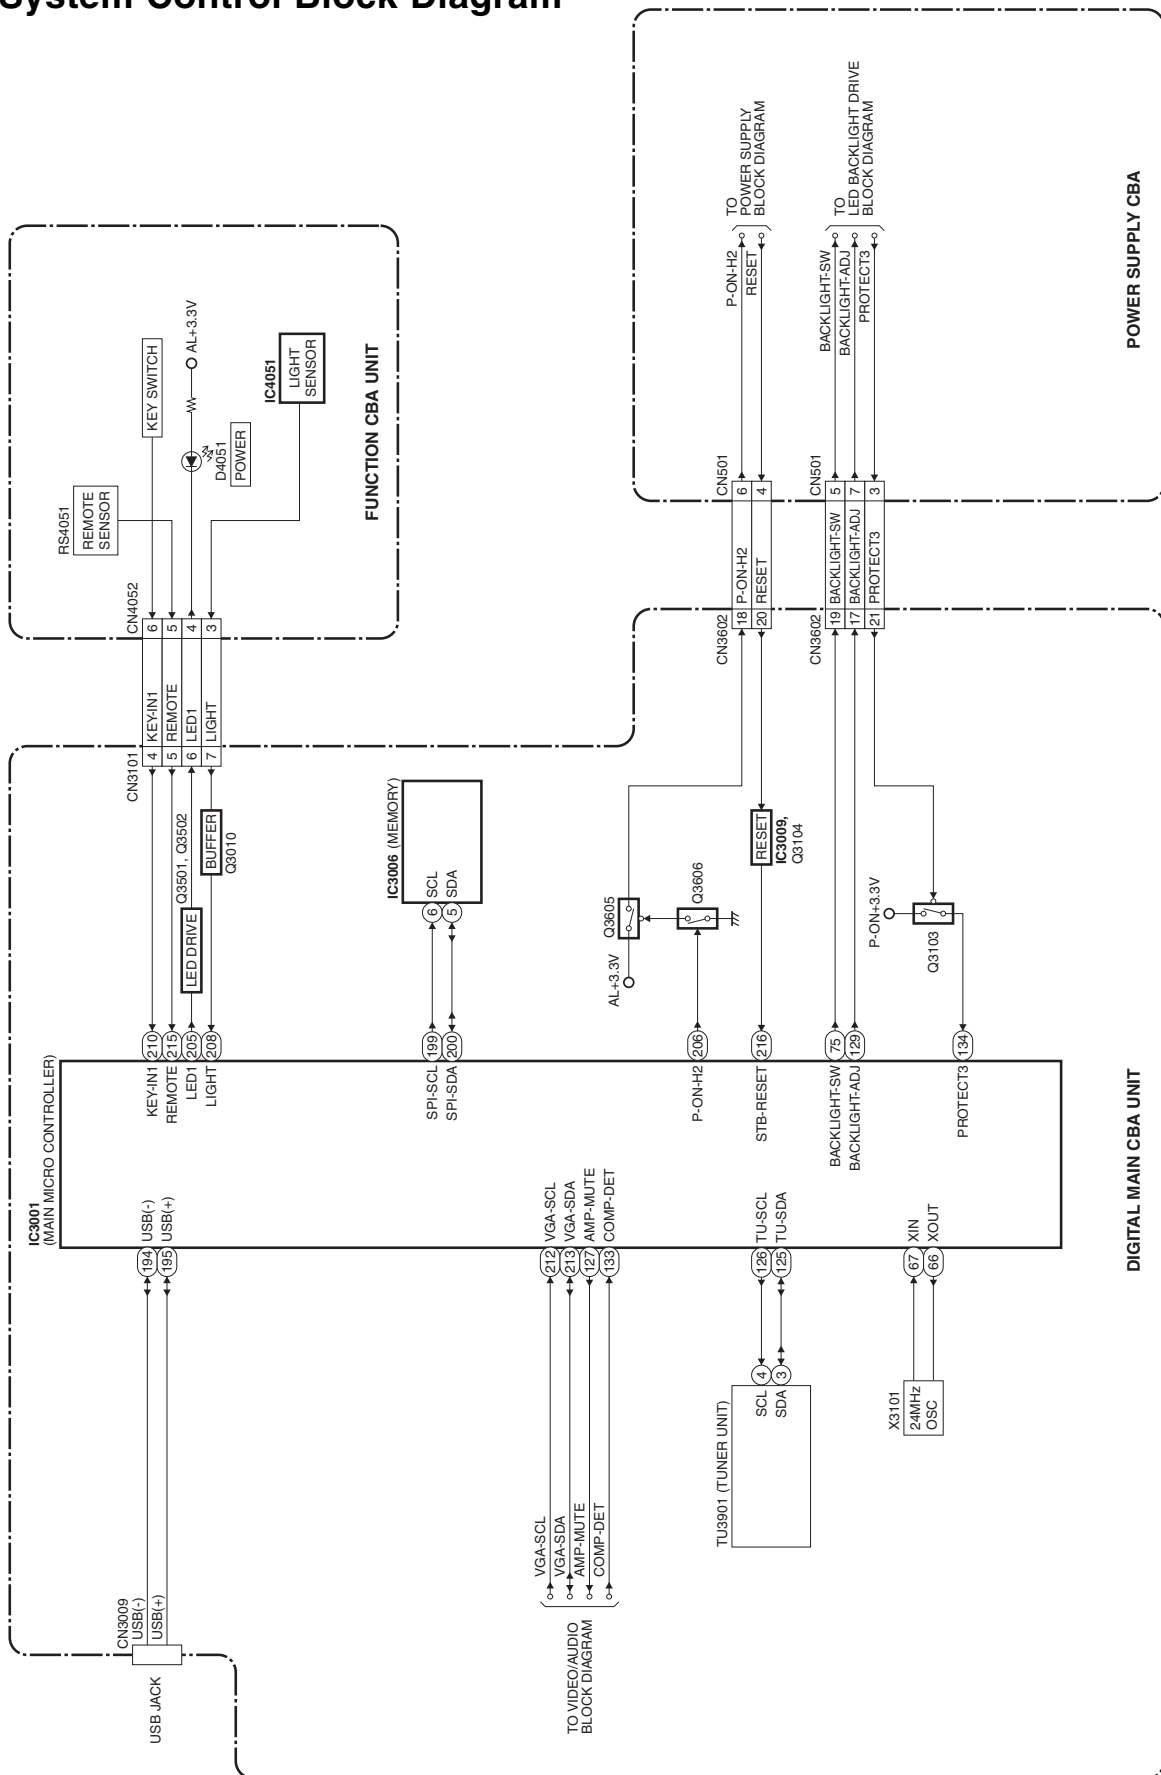 System Control Block Diagram
IC3001
(MAIN MICRO CONTROLLER)
CN3009
USB(-)
USB(+)
USB JACK
194
195
USB(-)
USB(+)
TO VIDEO/AUDIO
BLOCK DIAGRAM
VGA-SCL
VGA-SDA
AMP-MUTE
COMP-DET
212
213
127
133
VGA-SCL
VGA-SDA
AMP-MUTE
COMP-DET
TU3901 (TUNER UNIT)
SCL
SDA
4
3
126
125
TU-SCL
TU-SDA
X3101
24MHz
OSC
67
66
XIN
XOUT
KEY-IN1
REMOTE
LED1
LIGHT
210
215
205
208
LED DRIVE
Q3501, Q3502
BUFFER
Q3010
CN3101
4 KEY-IN1 6
5 REMOTE 5
6 LED1 4
7 LIGHT 3
CN4052
RS4051
REMOTE
SENSOR
KEY SWITCH
D4051
POWER
AL+3.3V
IC4051
LIGHT
SENSOR
FUNCTION CBA UNIT
SPI-SCL
SPI-SDA
199
200
IC3006 (MEMORY)
6 SCL
5 SDA
P-ON-H2
206
AL+3.3V
Q3605
Q3606
STB-RESET
216
RESET
IC3009,
Q3104
BACKLIGHT-SW
BACKLIGHT-ADJ
75
129
PROTECT3
134
P-ON+3.3V
Q3103
CN3602
18 P-ON-H2 6
20 RESET 4
CN501
P-ON-H2
RESET
TO
POWER SUPPLY
BLOCK DIAGRAM
CN3602
19 BACKLIGHT-SW 5
17 BACKLIGHT-ADJ 7
21 PROTECT3 3
CN501
BACKLIGHT-SW
BACKLIGHT-ADJ
PROTECT3
TO
LED BACKLIGHT DRIVE
BLOCK DIAGRAM
DIGITAL MAIN CBA UNIT
POWER SUPPLY CBA